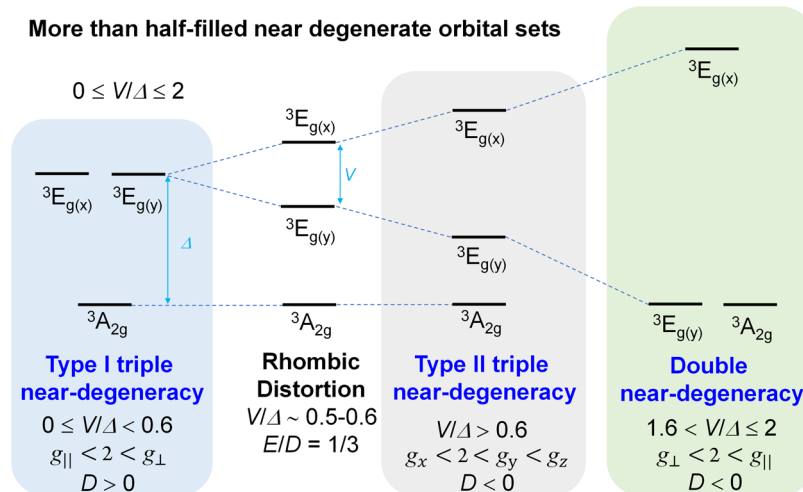 More than half-filled near degenerate orbital sets
0 ≤ V/Δ ≤ 2
³E_g(x)
³E_g(y)
Δ
³A_2g
Type I triple
near-degeneracy
0 ≤ V/Δ < 0.6
g_|| < 2 < g_⊥
D > 0
³E_g(x)
V
³E_g(y)
³A_2g
Rhombic
Distortion
V/Δ ~ 0.5-0.6
E/D = 1/3
³E_g(x)
³E_g(y)
³A_2g
Type II triple
near-degeneracy
V/Δ > 0.6
g_x < 2 < g_y < g_z
D < 0
³E_g(x)
³E_g(y)
³A_2g
Double
near-degeneracy
1.6 < V/Δ ≤ 2
g_⊥ < 2 < g_||
D < 0